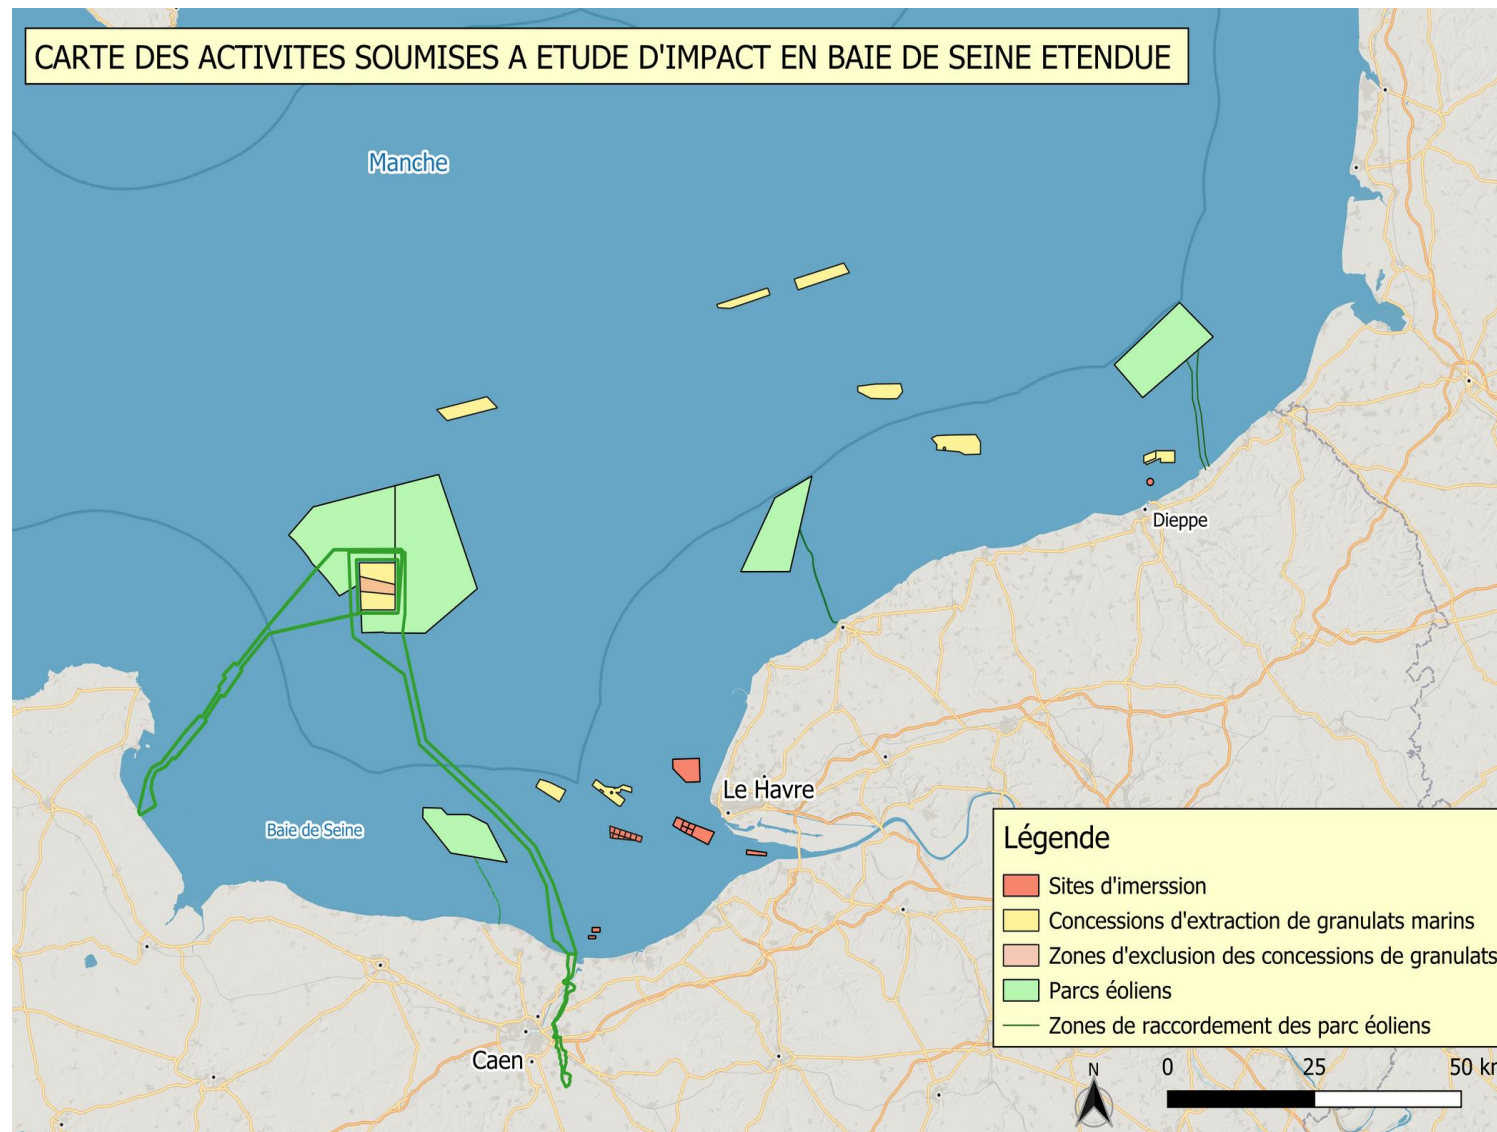 CARTE DES ACTIVITES SOUMISES A ETUDE D'IMPACT EN BAIE DE SEINE ETENDUE
Manche
Dieppe
Le Havre
Baie de Seine
Caen
Légende
Sites d'imerssion
Concessions d'extraction de granulats marins
Zones d'exclusion des concessions de granulats
Parcs éoliens
Zones de raccordement des parc éoliens
N
0 25 50 km